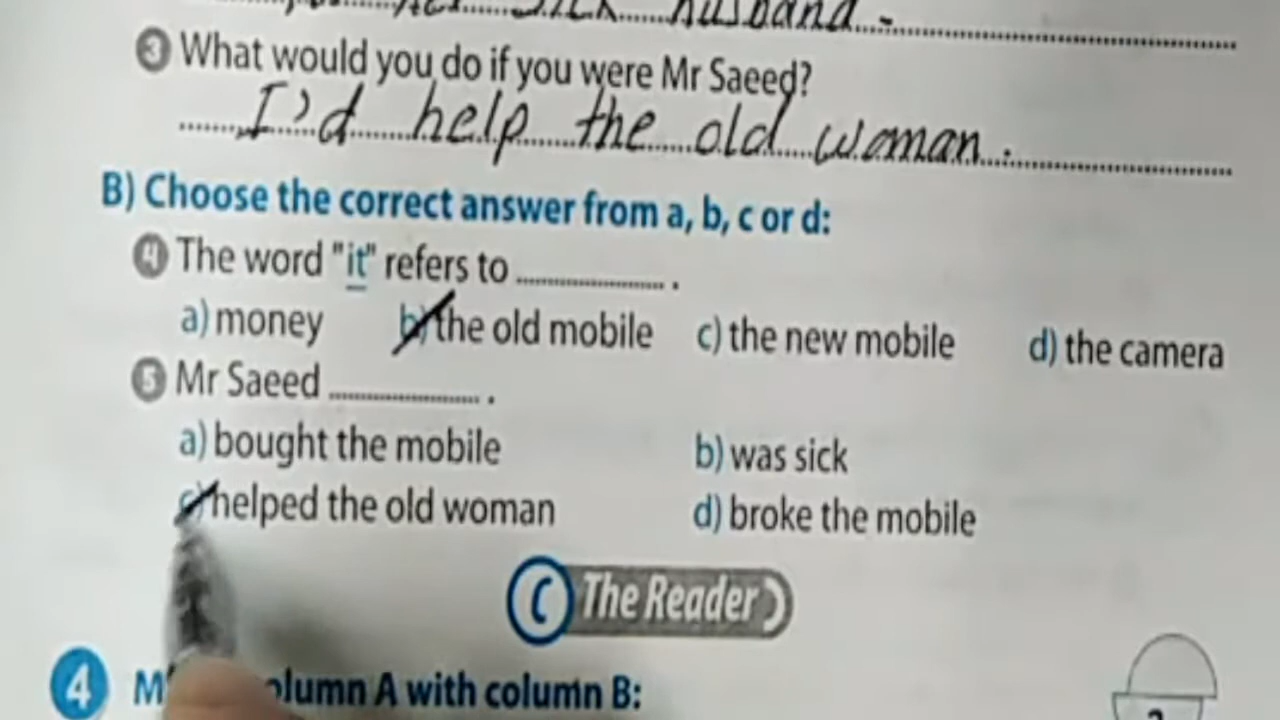 her sick husband.
3 What would you do if you were Mr Saeed?
I'd help the old woman.
B) Choose the correct answer from a, b, c or d:
4 The word "it" refers to .................... .
a) money b) the old mobile c) the new mobile d) the camera
5 Mr Saeed .................... .
a) bought the mobile b) was sick
c) helped the old woman d) broke the mobile
C The Reader
4 column A with column B: